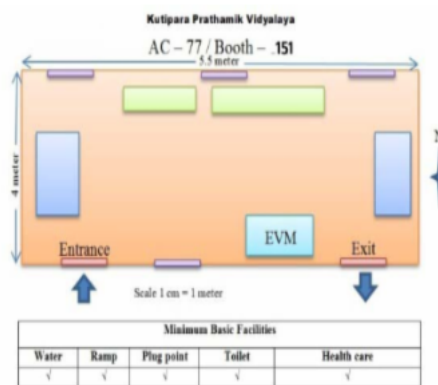 Kutipara Prathamik Vidyalaya
AC – 77 / Booth – .151
5.5 meter
4 meter
EVM
Entrance
Exit
Scale 1 cm = 1 meter
Minimum Basic Facilities
Water Ramp Plug point Toilet Health care
√ √ √ √ √